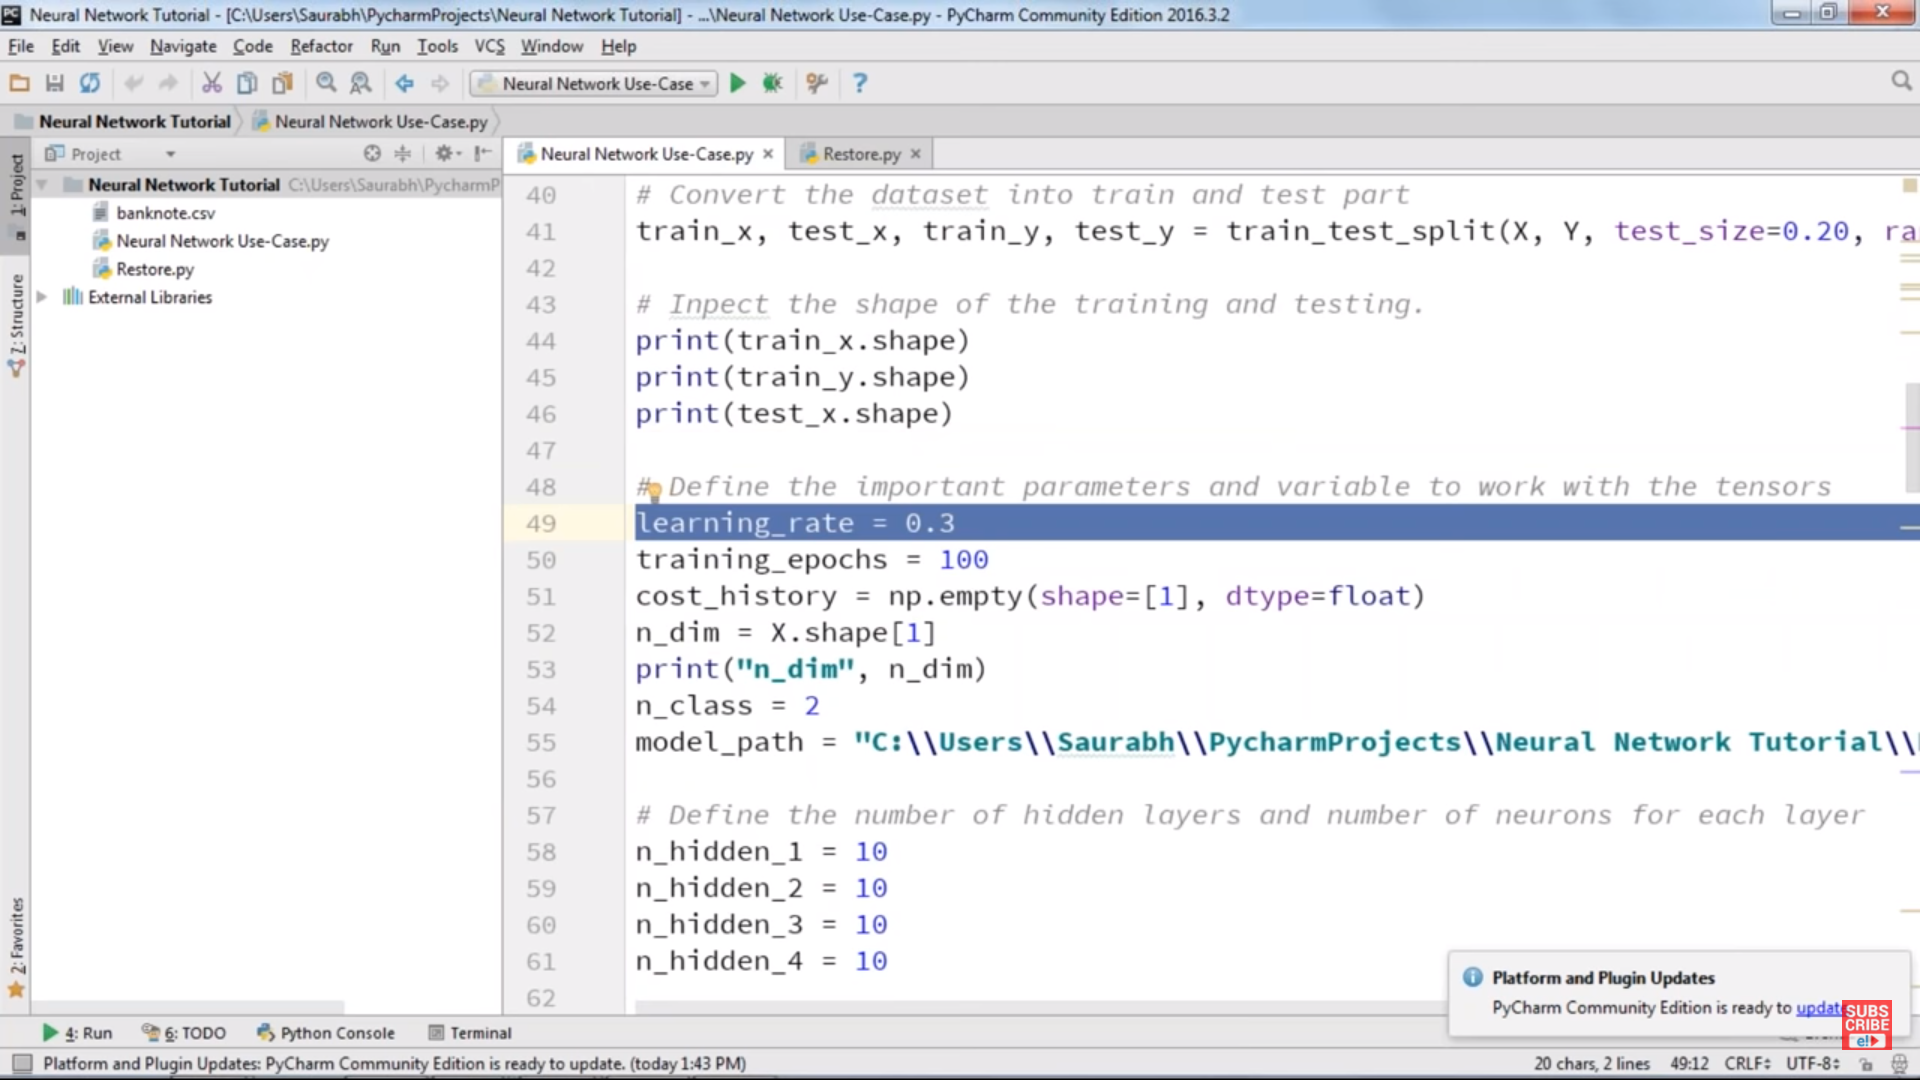 Neural Network Tutorial - [C:\Users\Saurabh\PycharmProjects\Neural Network Tutorial] - ...\Neural Network Use-Case.py - PyCharm Community Edition 2016.3.2
File Edit View Navigate Code Refactor Run Tools VCS Window Help
Neural Network Use-Case
Neural Network Tutorial Neural Network Use-Case.py
Project
Neural Network Use-Case.py Restore.py
1: Project
7: Structure
2: Favorites
Neural Network Tutorial C:\Users\Saurabh\PycharmP
banknote.csv
Neural Network Use-Case.py
Restore.py
External Libraries
40 # Convert the dataset into train and test part
41 train_x, test_x, train_y, test_y = train_test_split(X, Y, test_size=0.20, ra
42
43 # Inpect the shape of the training and testing.
44 print(train_x.shape)
45 print(train_y.shape)
46 print(test_x.shape)
47
48 # Define the important parameters and variable to work with the tensors
49 learning_rate = 0.3
50 training_epochs = 100
51 cost_history = np.empty(shape=[1], dtype=float)
52 n_dim = X.shape[1]
53 print("n_dim", n_dim)
54 n_class = 2
55 model_path = "C:\\Users\\Saurabh\\PycharmProjects\\Neural Network Tutorial\\
56
57 # Define the number of hidden layers and number of neurons for each layer
58 n_hidden_1 = 10
59 n_hidden_2 = 10
60 n_hidden_3 = 10
61 n_hidden_4 = 10
62
Platform and Plugin Updates
PyCharm Community Edition is ready to update
SUBS
CRIBE
e!
4: Run 6: TODO Python Console Terminal
Platform and Plugin Updates: PyCharm Community Edition is ready to update. (today 1:43 PM) 20 chars, 2 lines 49:12 CRLF UTF-8